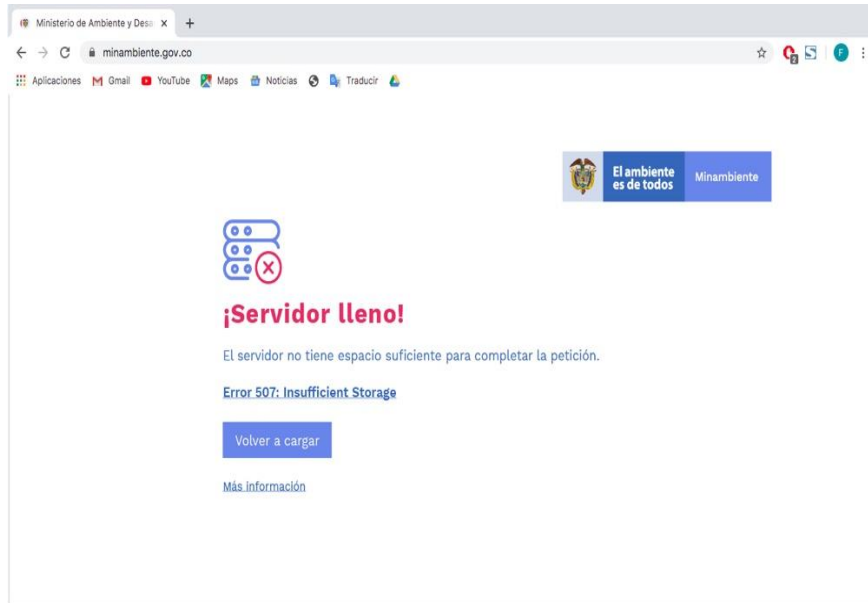 Ministerio de Ambiente y Desa
minambiente.gov.co
2
F
Aplicaciones Gmail YouTube Maps Noticias Traducir
El ambiente
es de todos
Minambiente
¡Servidor lleno!
El servidor no tiene espacio suficiente para completar la petición.
Error 507: Insufficient Storage
Volver a cargar
Más información